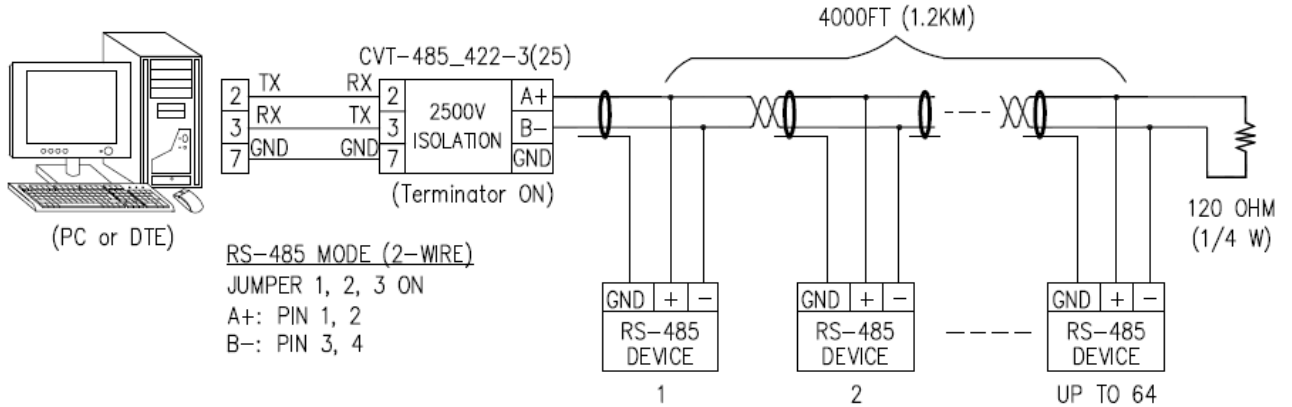 4000FT (1.2KM)
CVT-485_422-3(25)
2 TX RX 2 2500V A+
3 RX TX 3 ISOLATION B-
7 GND GND 7 GND
(Terminator ON)
(PC or DTE)
120 OHM
(1/4 W)
RS-485 MODE (2-WIRE)
JUMPER 1, 2, 3 ON
A+: PIN 1, 2
B-: PIN 3, 4
GND + -
RS-485
DEVICE
1
GND + -
RS-485
DEVICE
2
GND + -
RS-485
DEVICE
UP TO 64